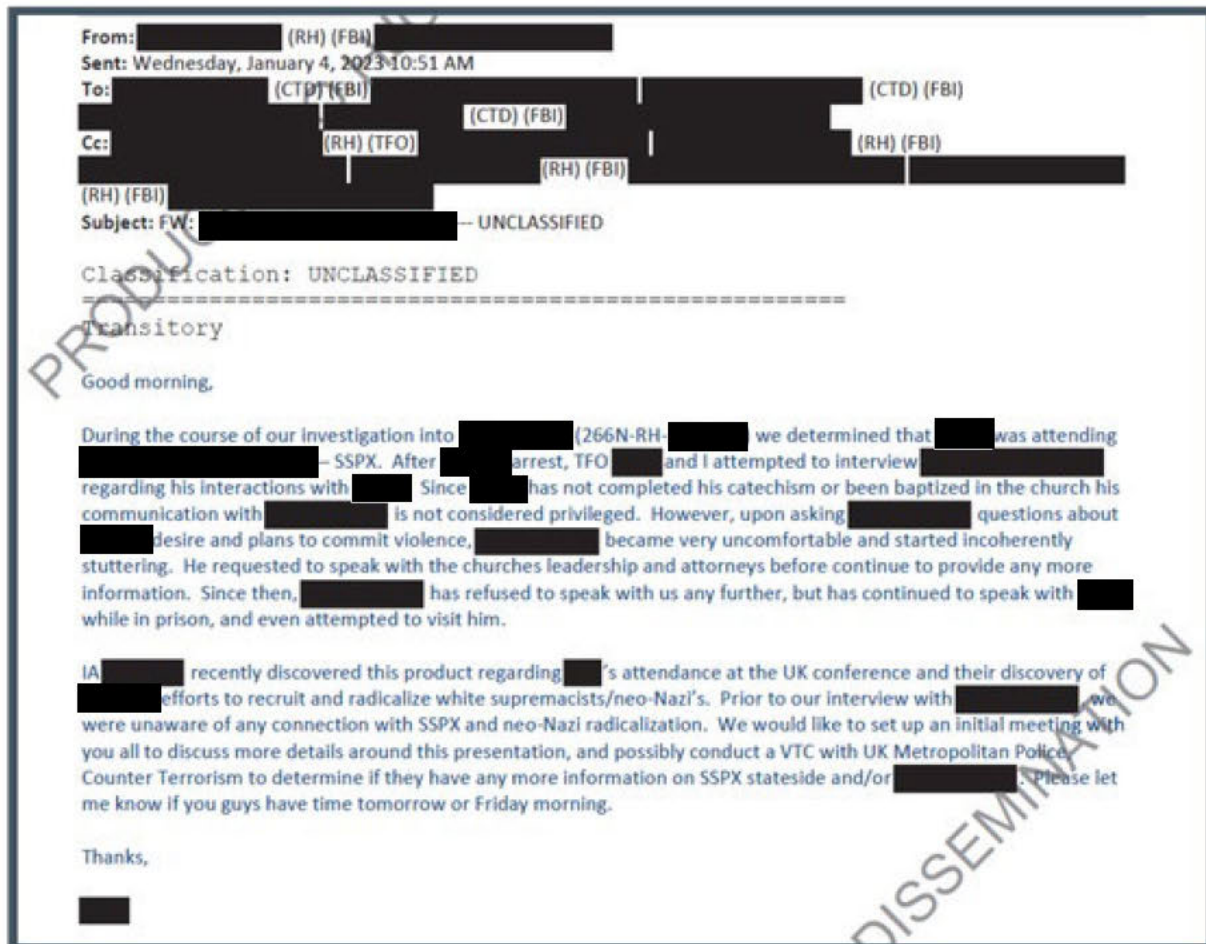 From: (RH) (FBI)
Sent: Wednesday, January 4, 2023 10:51 AM
To: (CTD) (FBI) (CTD) (FBI)
(CTD) (FBI)
Cc: (RH) (TFO) (RH) (FBI)
(RH) (FBI)
(RH) (FBI)
Subject: FW: -- UNCLASSIFIED
Classification: UNCLASSIFIED
==========================================================
Transitory
Good morning,
During the course of our investigation into (266N-RH- ) we determined that was attending
– SSPX. After arrest, TFO and I attempted to interview
regarding his interactions with Since has not completed his catechism or been baptized in the church his
communication with is not considered privileged. However, upon asking questions about
desire and plans to commit violence, became very uncomfortable and started incoherently
stuttering. He requested to speak with the churches leadership and attorneys before continue to provide any more
information. Since then, has refused to speak with us any further, but has continued to speak with
while in prison, and even attempted to visit him.
IA recently discovered this product regarding 's attendance at the UK conference and their discovery of
efforts to recruit and radicalize white supremacists/neo-Nazi's. Prior to our interview with , we
were unaware of any connection with SSPX and neo-Nazi radicalization. We would like to set up an initial meeting with
you all to discuss more details around this presentation, and possibly conduct a VTC with UK Metropolitan Police
Counter Terrorism to determine if they have any more information on SSPX stateside and/or . Please let
me know if you guys have time tomorrow or Friday morning.
Thanks,
DISSEMINATION